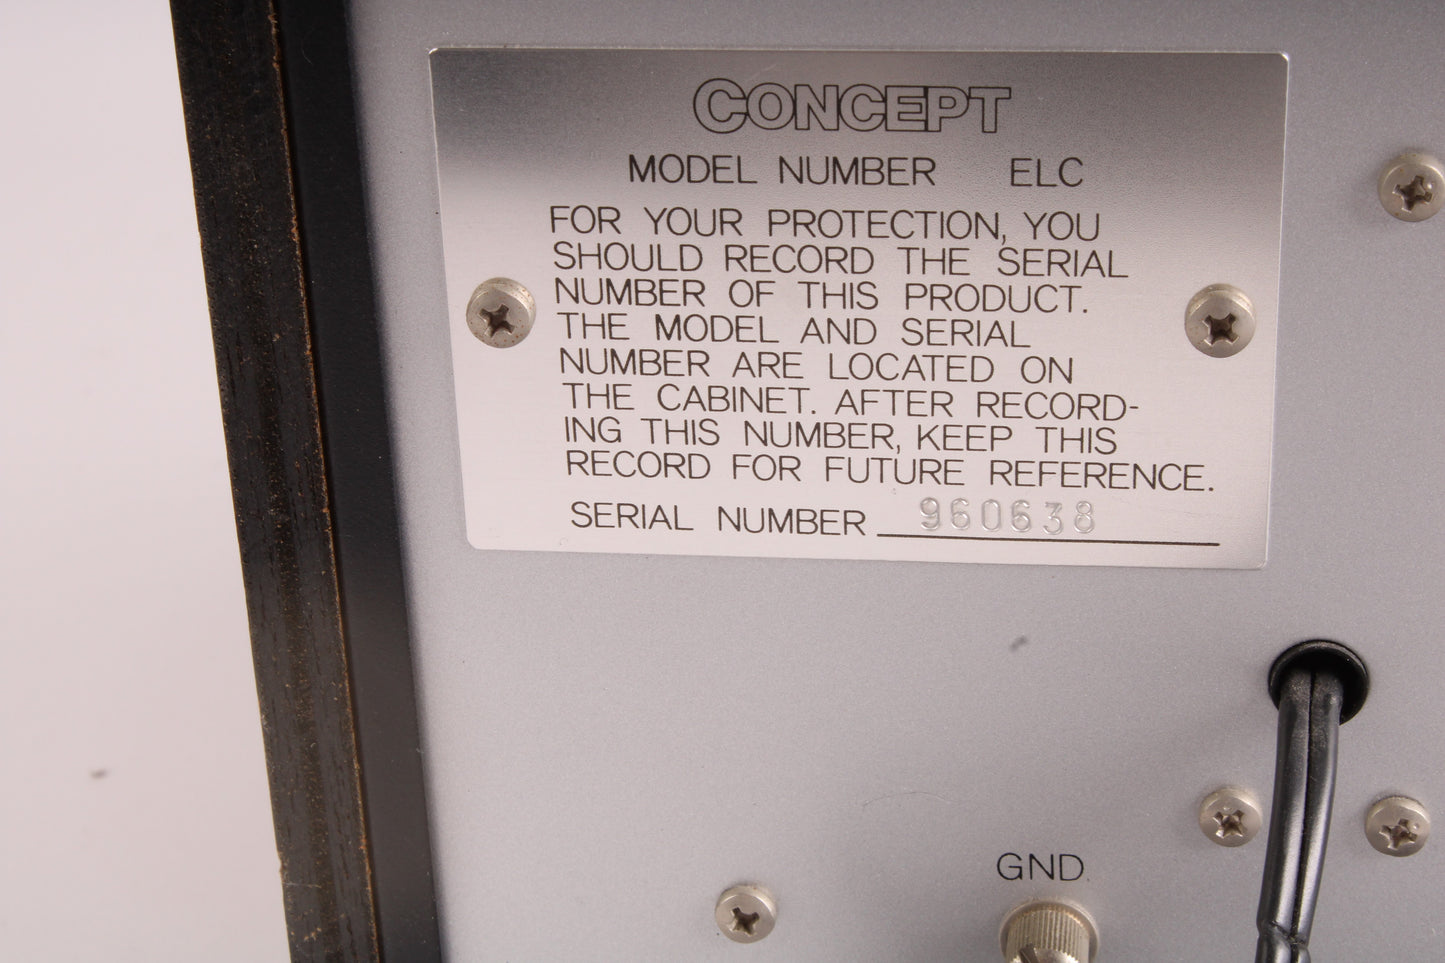 CONCEPT
MODEL NUMBER ELC
FOR YOUR PROTECTION, YOU
SHOULD RECORD THE SERIAL
NUMBER OF THIS PRODUCT.
THE MODEL AND SERIAL
NUMBER ARE LOCATED ON
THE CABINET. AFTER RECORD-
ING THIS NUMBER, KEEP THIS
RECORD FOR FUTURE REFERENCE.
SERIAL NUMBER 960638
GND